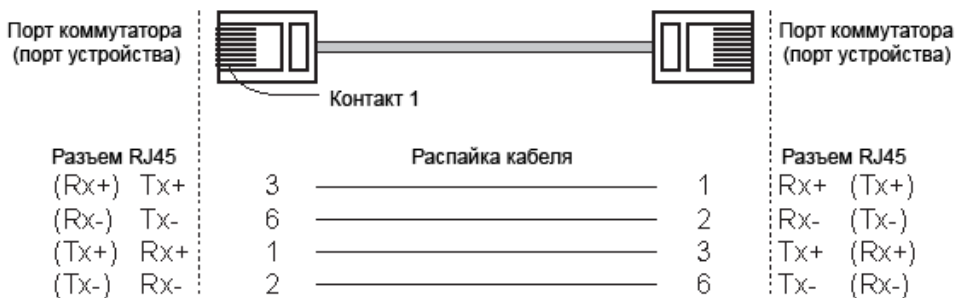 Порт коммутатора
(порт устройства)
Порт коммутатора
(порт устройства)
Контакт 1
Разъем RJ45 Распайка кабеля Разъем RJ45
(Rx+) Tx+ 3 1 Rx+ (Tx+)
(Rx-) Tx- 6 2 Rx- (Tx-)
(Tx+) Rx+ 1 3 Tx+ (Rx+)
(Tx-) Rx- 2 6 Tx- (Rx-)